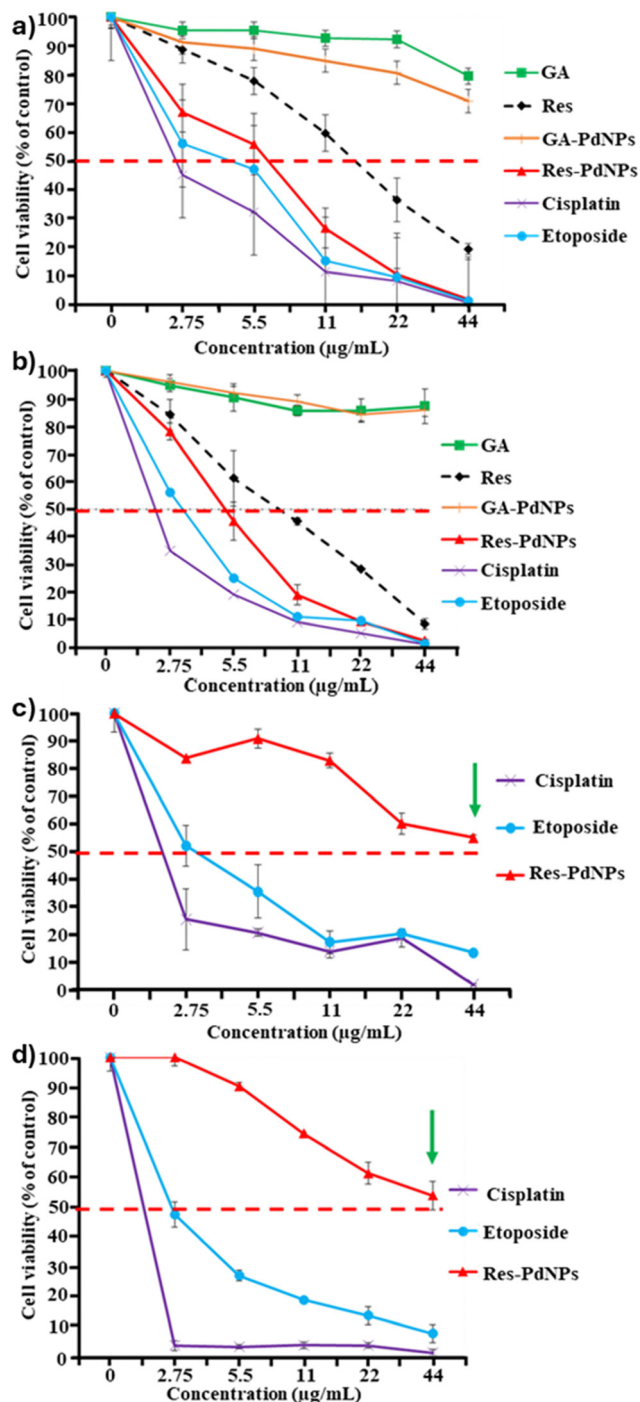 a)
Cell viability (% of control)
100
90
80
70
60
50
40
30
20
10
0
0 2.75 5.5 11 22 44
Concentration (µg/mL)
GA
Res
GA-PdNPs
Res-PdNPs
Cisplatin
Etoposide
b)
Cell viability (% of control)
100
90
80
70
60
50
40
30
20
10
0
0 2.75 5.5 11 22 44
Concentration (µg/mL)
GA
Res
GA-PdNPs
Res-PdNPs
Cisplatin
Etoposide
c)
Cell viability (% of control)
100
90
80
70
60
50
40
30
20
10
0
0 2.75 5.5 11 22 44
Concentration (µg/mL)
Cisplatin
Etoposide
Res-PdNPs
d)
Cell viability (% of control)
100
90
80
70
60
50
40
30
20
10
0
0 2.75 5.5 11 22 44
Concentration (µg/mL)
Cisplatin
Etoposide
Res-PdNPs